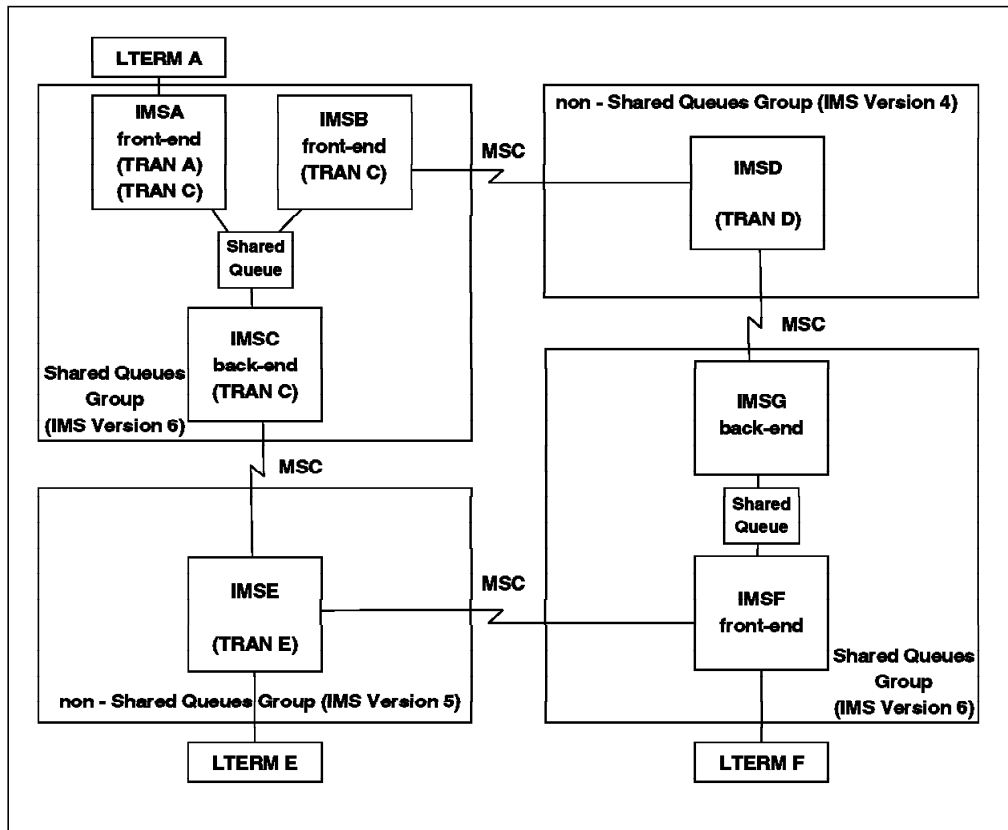 LTERM A
IMSA
front-end
(TRAN A)
(TRAN C)
IMSB
front-end
(TRAN C)
Shared
Queue
IMSC
back-end
(TRAN C)
Shared Queues
Group
(IMS Version 6)
MSC
non - Shared Queues Group (IMS Version 4)
IMSD
(TRAN D)
MSC
MSC
IMSE
(TRAN E)
non - Shared Queues Group (IMS Version 5)
LTERM E
MSC
IMSG
back-end
Shared
Queue
IMSF
front-end
Shared Queues
Group
(IMS Version 6)
LTERM F